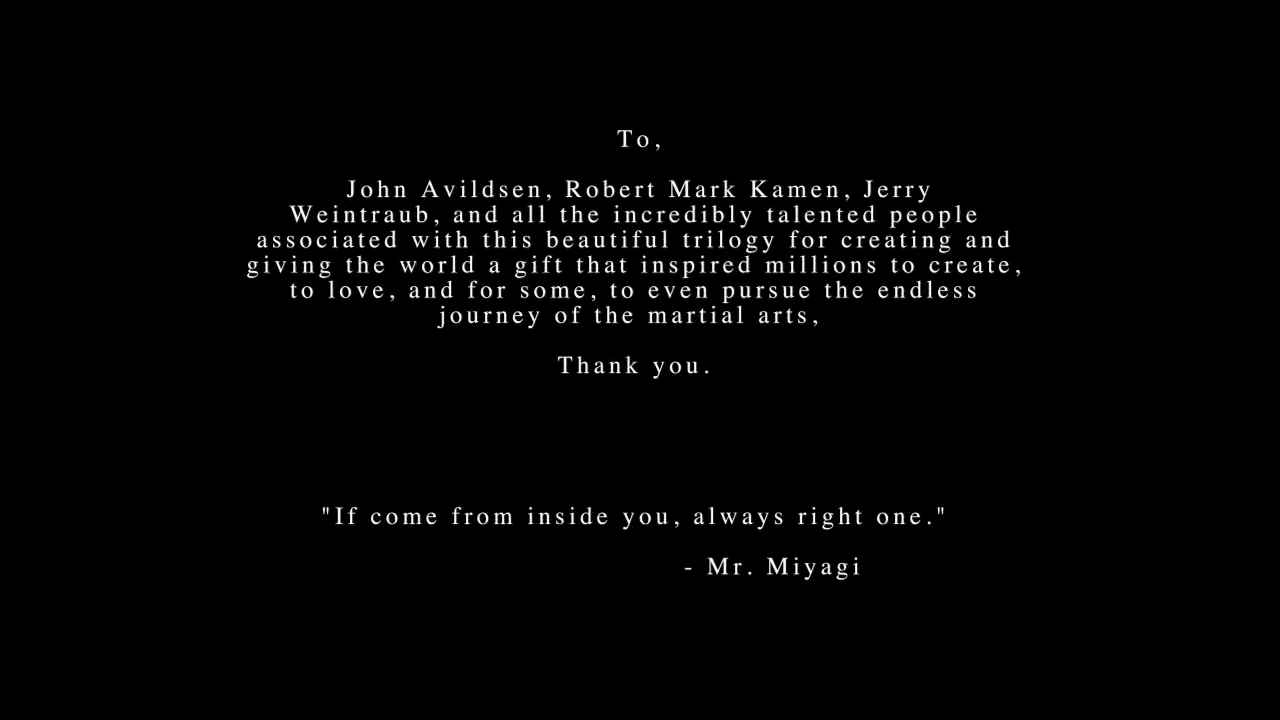 To,
John Avildsen, Robert Mark Kamen, Jerry
Weintraub, and all the incredibly talented people
associated with this beautiful trilogy for creating and
giving the world a gift that inspired millions to create,
to love, and for some, to even pursue the endless
journey of the martial arts,
Thank you.
"If come from inside you, always right one."
- Mr. Miyagi